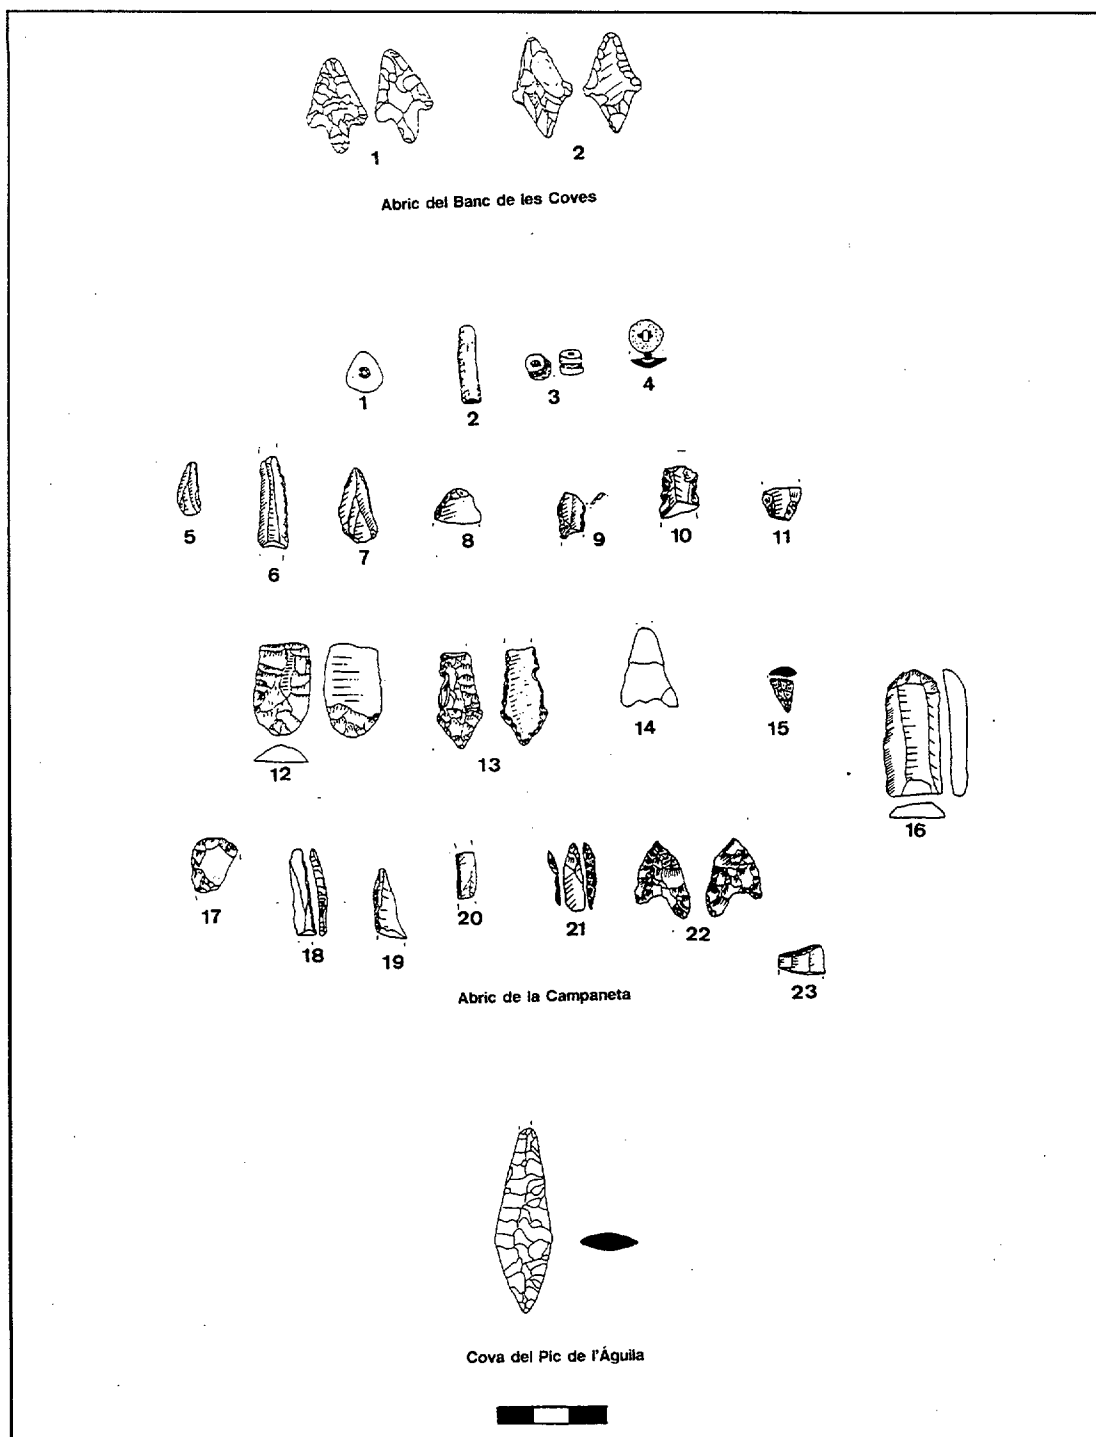 1 2
Abric del Banc de les Coves
1 2 3 4
5 6 7 8 9 10 11
12 13 14 15 16
17 18 19 20 21 22 23
Abric de la Campaneta
Cova del Pic de l'Águila